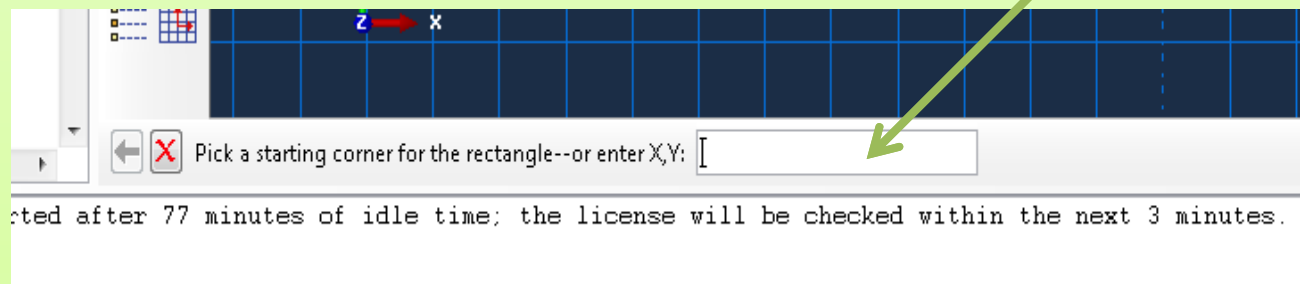 Z X
X Pick a starting corner for the rectangle--or enter X,Y:
rted after 77 minutes of idle time; the license will be checked within the next 3 minutes.